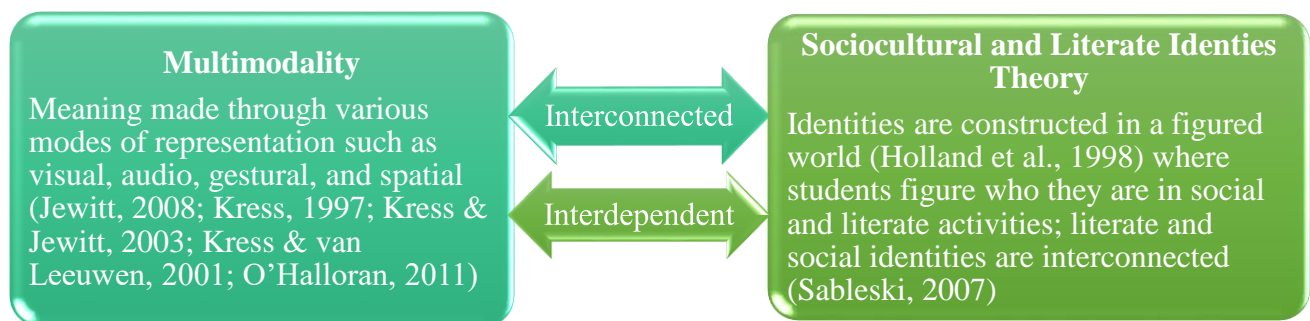 Multimodality
Meaning made through various
modes of representation such as
visual, audio, gestural, and spatial
(Jewitt, 2008; Kress, 1997; Kress &
Jewitt, 2003; Kress & van
Leeuwen, 2001; O’Halloran, 2011)
Interconnected
Interdependent
Sociocultural and Literate Identies
Theory
Identities are constructed in a figured
world (Holland et al., 1998) where
students figure who they are in social
and literate activities; literate and
social identities are interconnected
(Sableski, 2007)